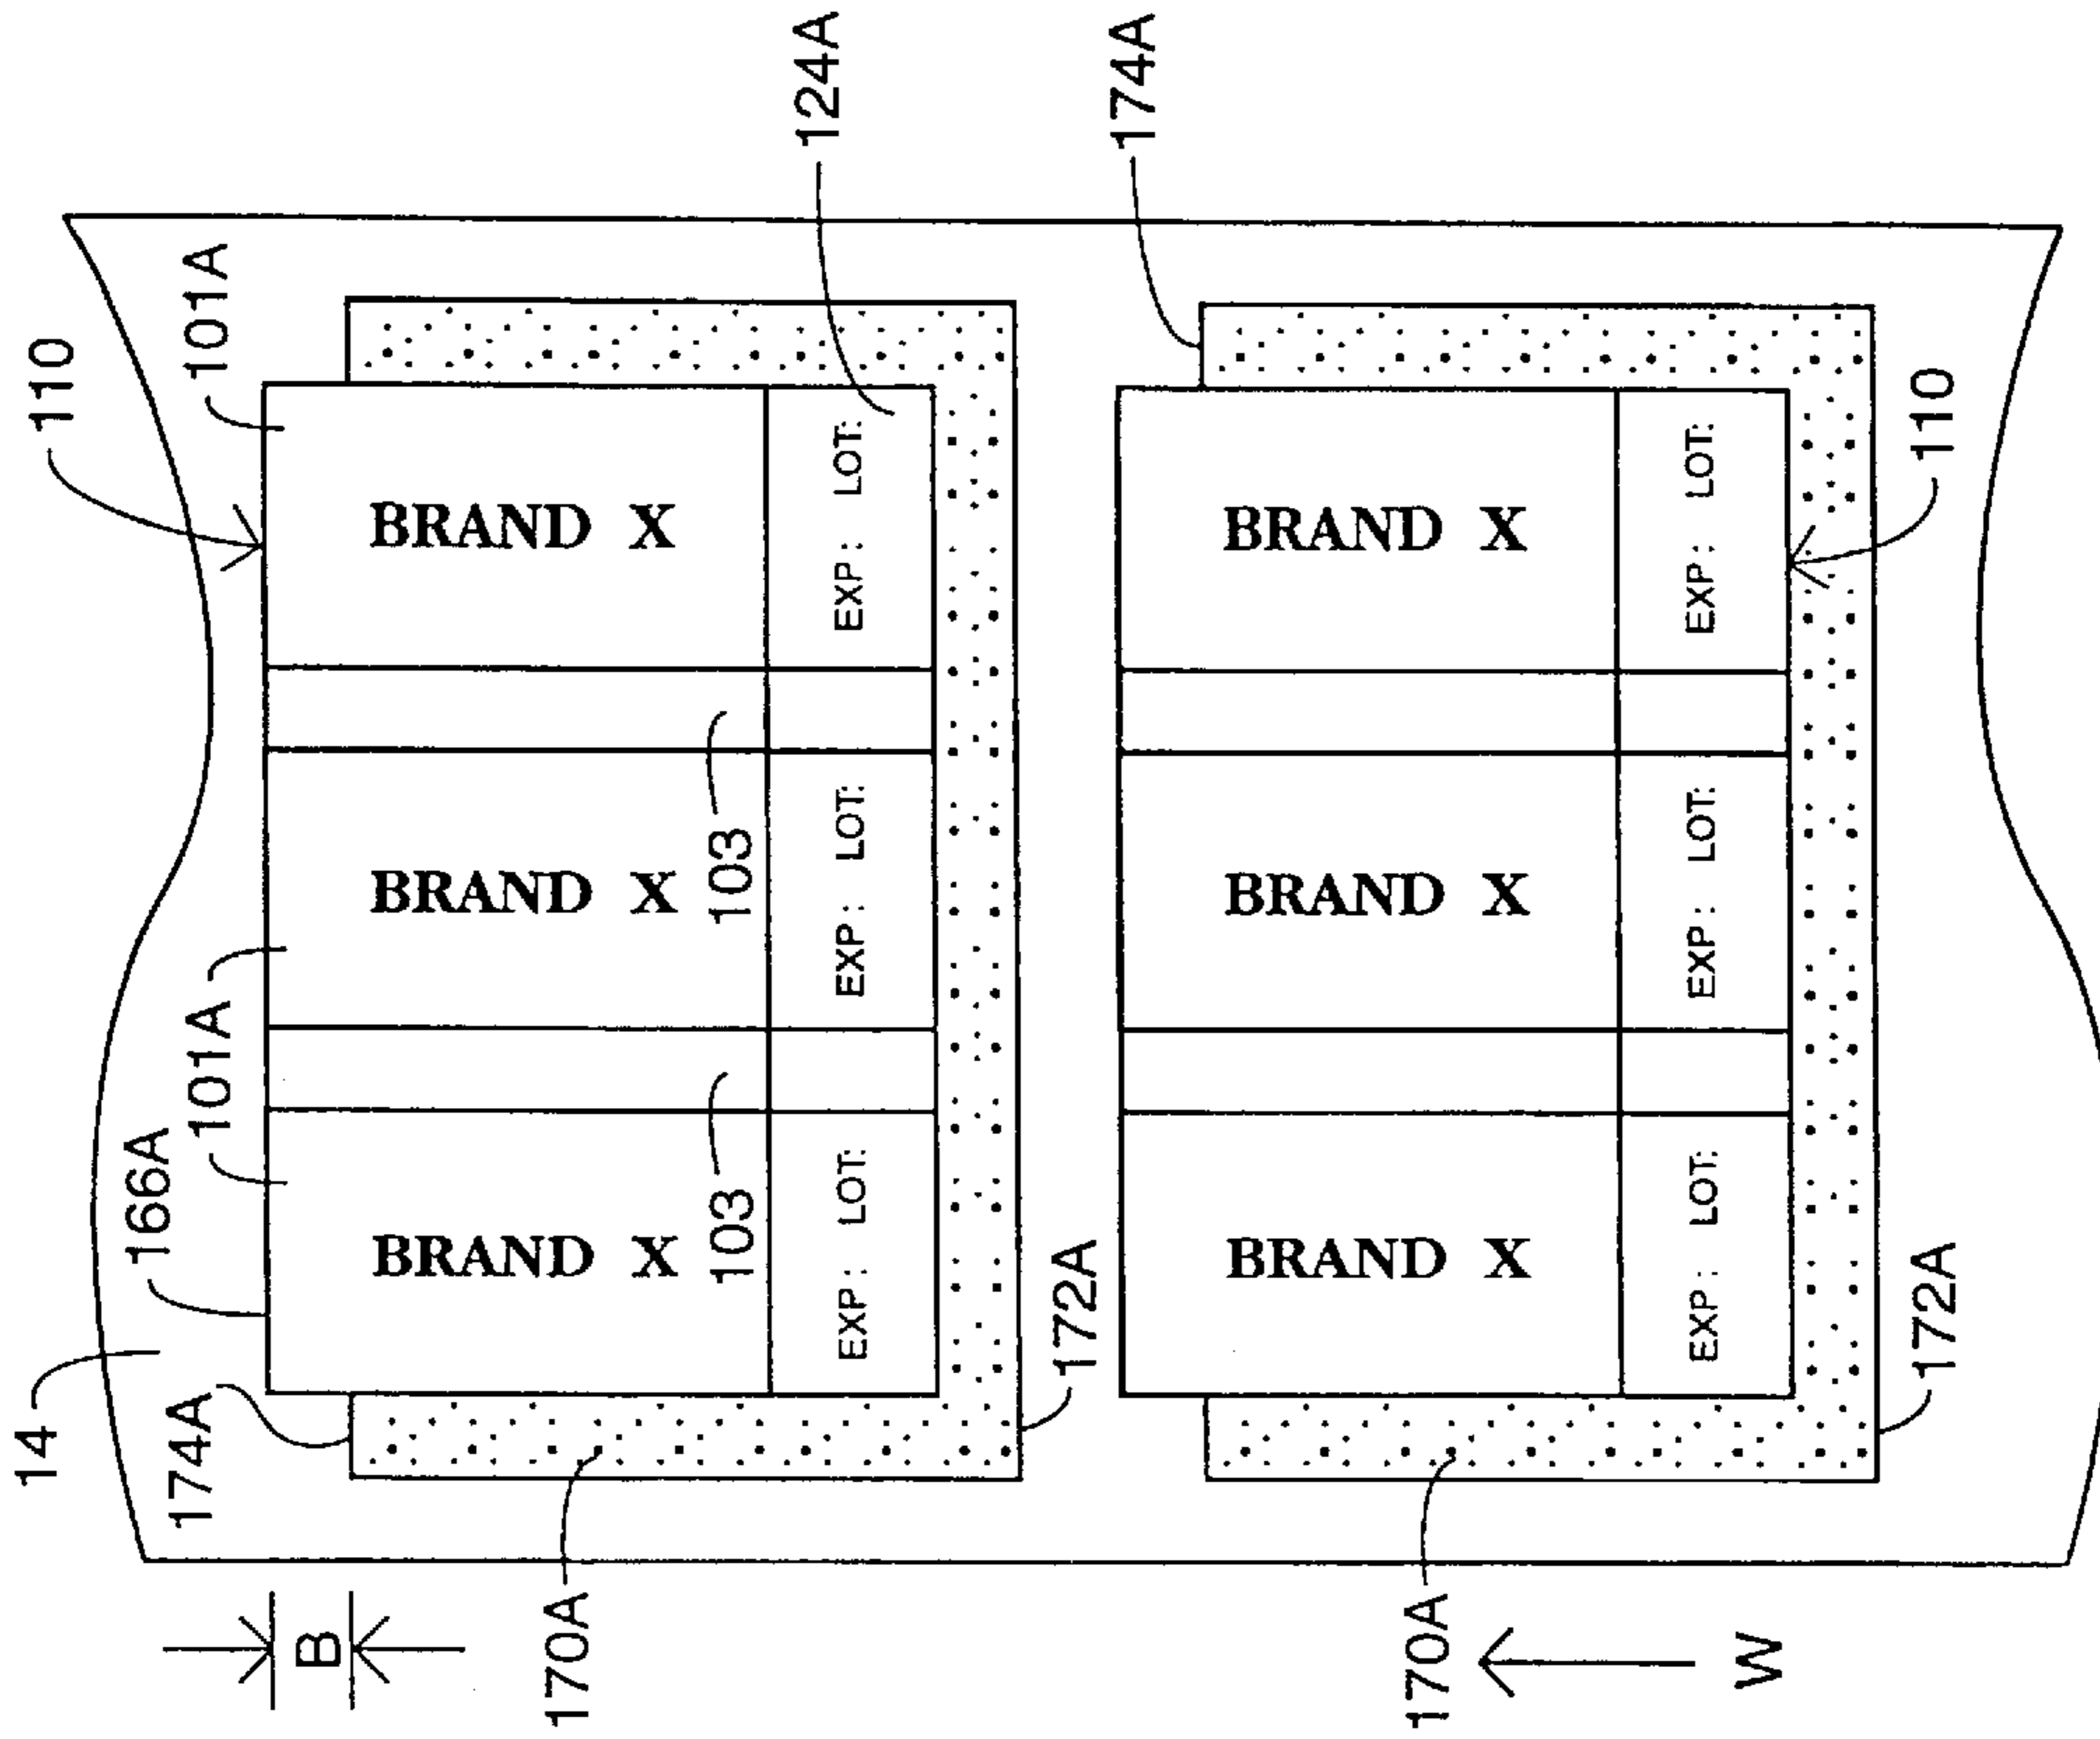 110
101A
124A
174A
14
174A
166A
101A
101A
BRAND X
BRAND X
BRAND X
103
103
EXP: LOT:
EXP: LOT:
EXP: LOT:
B
170A
172A
BRAND X
BRAND X
BRAND X
EXP: LOT:
EXP: LOT:
EXP: LOT:
110
170A
W
172A